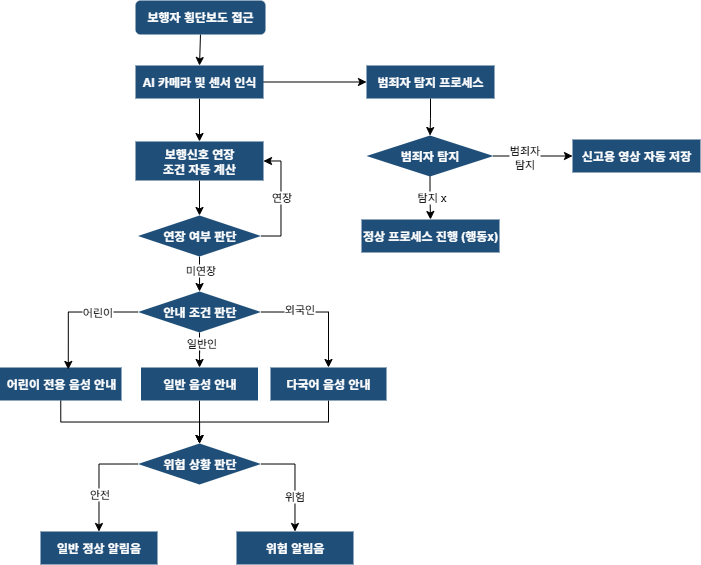 보행자 횡단보도 접근
AI 카메라 및 센서 인식
범죄자 탐지 프로세스
보행신호 연장
조건 자동 계산
범죄자 탐지
범죄자
탐지
신고용 영상 자동 저장
연장
탐지 x
연장 여부 판단
정상 프로세스 진행 (행동x)
미연장
안내 조건 판단
어린이
외국인
일반인
어린이 전용 음성 안내
일반 음성 안내
다국어 음성 안내
위험 상황 판단
안전
위험
일반 정상 알림음
위험 알림음